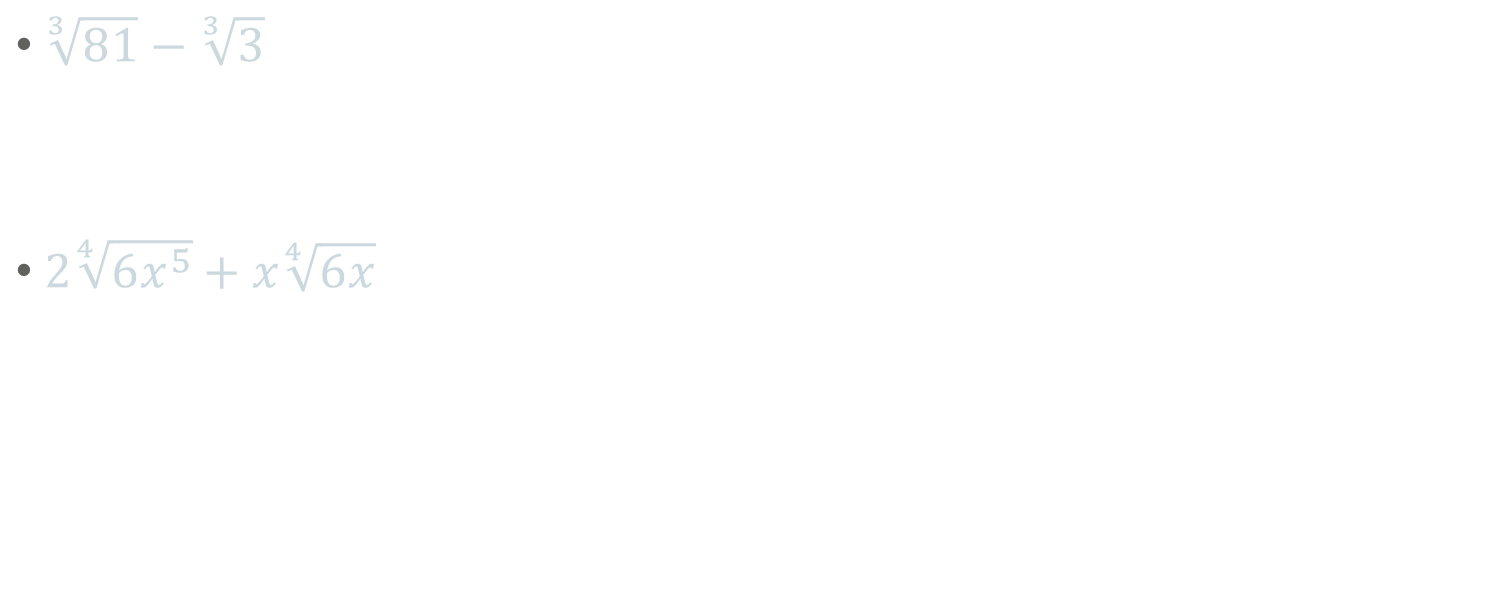 • ∛81 − ∛3
• 2∜6x⁵ + x∜6x